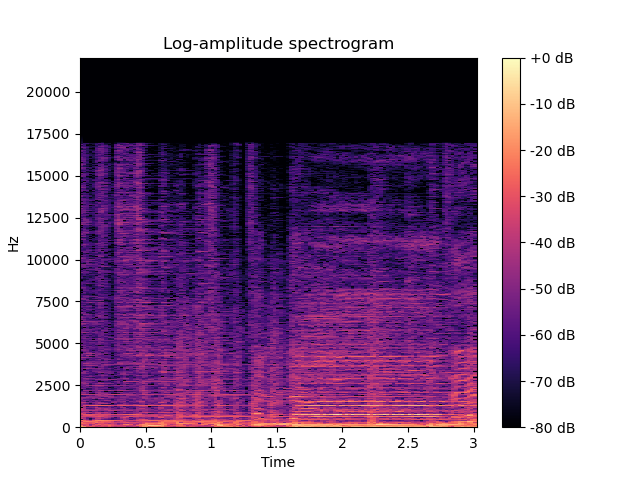 Log-amplitude spectrogram
+0 dB
20000
-10 dB
17500
-20 dB
15000
-30 dB
12500
Hz
-40 dB
10000
-50 dB
7500
-60 dB
5000
2500
-70 dB
0
-80 dB
0 0.5 1 1.5 2 2.5 3
Time